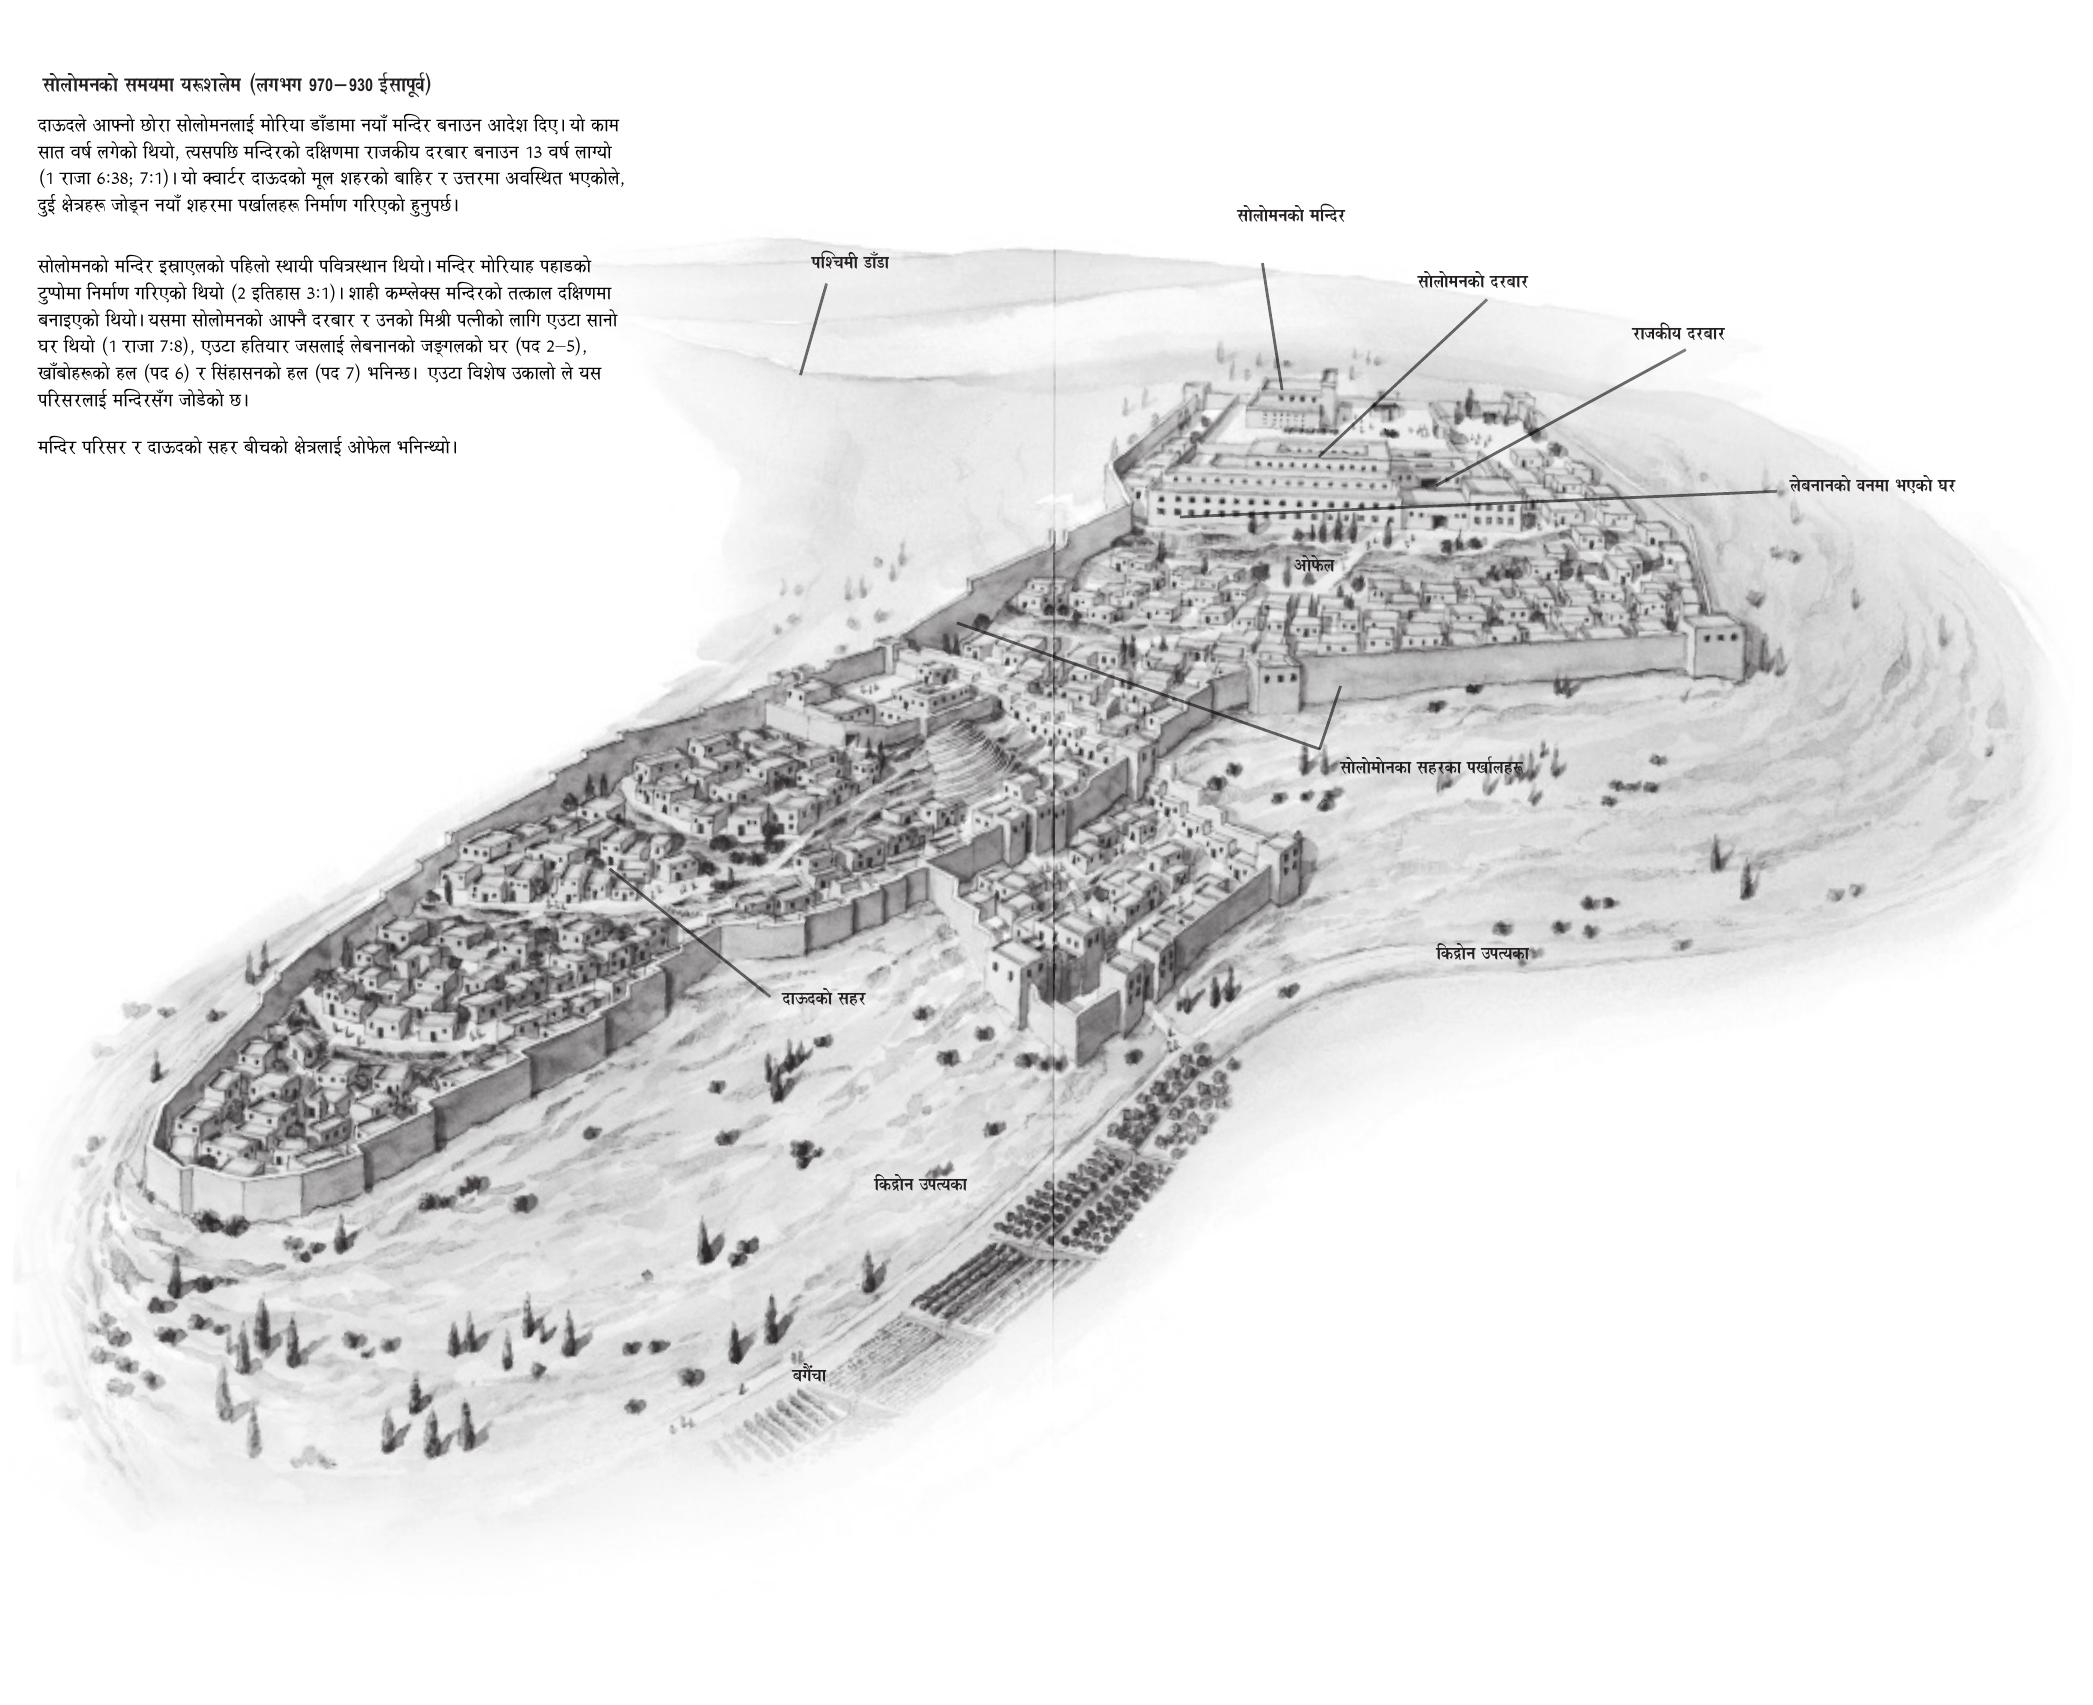 सोलोमनको समयमा यरूशलेम (लगभग 970–930 ईसापूर्व)
दाऊदले आफ्नो छोरा सोलोमनलाई मोरिया डाँडामा नयाँ मन्दिर बनाउन आदेश दिए। यो काम
सात वर्ष लगेको थियो, त्यसपछि मन्दिरको दक्षिणमा राजकीय दरबार बनाउन 13 वर्ष लाग्यो
(1 राजा 6:38; 7:1)। यो क्वार्टर दाऊदको मूल शहरको बाहिर र उत्तरमा अवस्थित भएकोले,
दुई क्षेत्रहरू जोड्न नयाँ शहरमा पर्खालहरू निर्माण गरिएको हुनुपर्छ।
सोलोमनको मन्दिर इस्राएलको पहिलो स्थायी पवित्रस्थान थियो। मन्दिर मोरियाह पहाडको
टुप्पोमा निर्माण गरिएको थियो (2 इतिहास 3:1)। शाही कम्प्लेक्स मन्दिरको तत्काल दक्षिणमा
बनाइएको थियो। यसमा सोलोमनको आफ्नै दरबार र उनको मिश्री पत्नीको लागि एउटा सानो
घर थियो (1 राजा 7:8), एउटा हतियार जसलाई लेबनानको जङ्गलको घर (पद 2–5),
खाँबोहरूको हल (पद 6) र सिंहासनको हल (पद 7) भनिन्छ। एउटा विशेष उकालो ले यस
परिसरलाई मन्दिरसँग जोडेको छ।
मन्दिर परिसर र दाऊदको सहर बीचको क्षेत्रलाई ओफेल भनिन्थ्यो।
सोलोमनको मन्दिर
पश्चिमी डाँडा
सोलोमनको दरबार
राजकीय दरबार
लेबनानको वनमा भएको घर
ओफेल
सोलोमोनका सहरका पर्खालहरू
किद्रोन उपत्यका
दाऊदको सहर
किद्रोन उपत्यका
बगैंचा